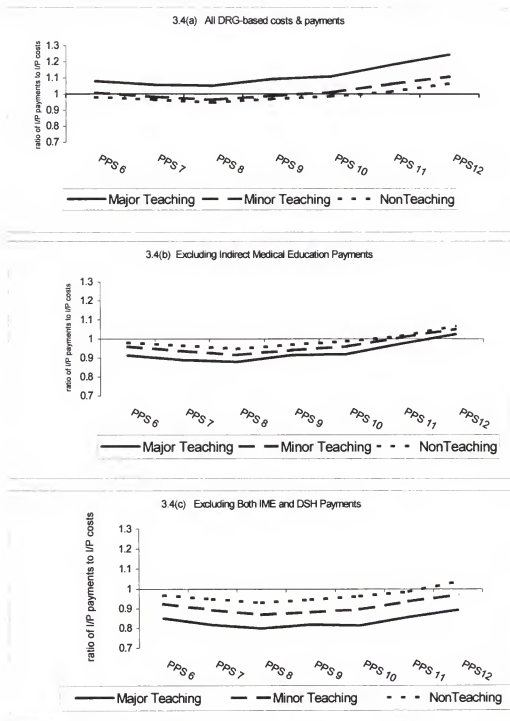 3.4(a) All DRG-based costs & payments
ratio of I/P payments to I/P costs
1.3
1.2
1.1
1
0.9
0.8
0.7
PPS 6 PPS 7 PPS 8 PPS 9 PPS 10 PPS 11 PPS12
Major Teaching Minor Teaching NonTeaching
3.4(b) Excluding Indirect Medical Education Payments
ratio of I/P payments to I/P costs
1.3
1.2
1.1
1
0.9
0.8
0.7
PPS 6 PPS 7 PPS 8 PPS 9 PPS 10 PPS 11 PPS12
Major Teaching Minor Teaching NonTeaching
3.4(c) Excluding Both IME and DSH Payments
ratio of I/P payments to I/P costs
1.3
1.2
1.1
1
0.9
0.8
0.7
PPS 6 PPS 7 PPS 8 PPS 9 PPS 10 PPS 11 PPS12
Major Teaching Minor Teaching NonTeaching